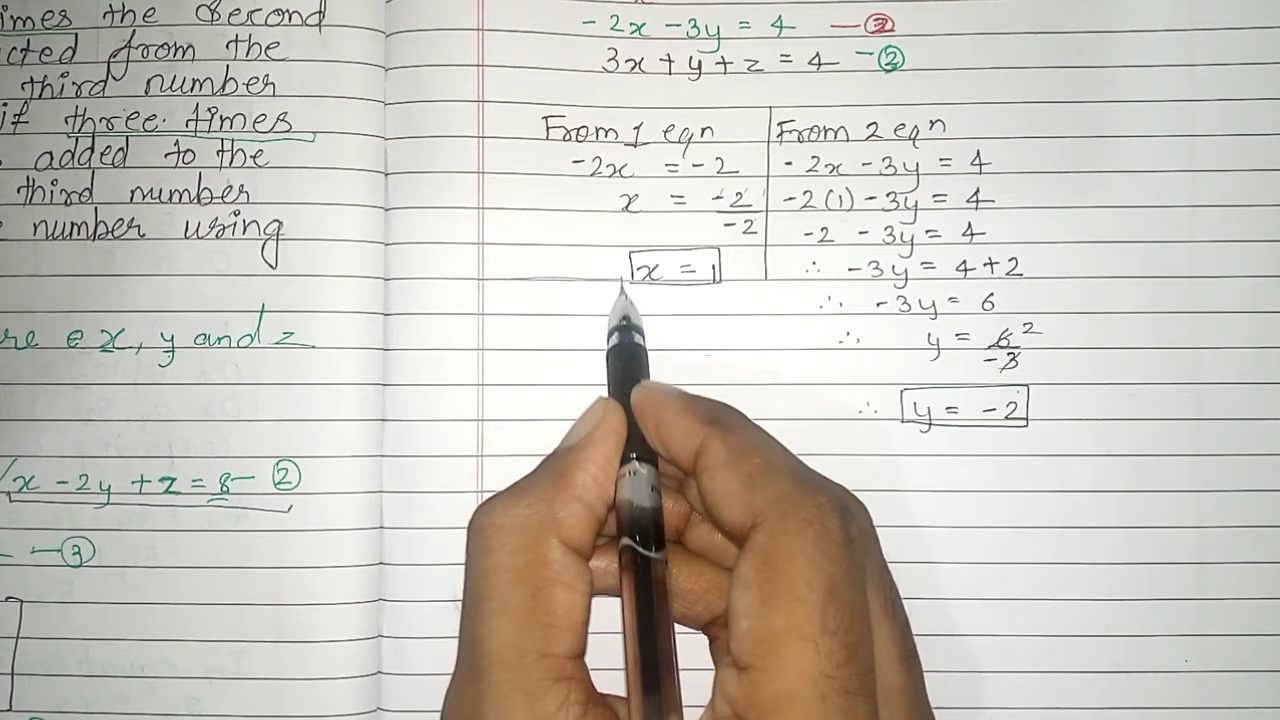 imes the second
cted from the
third number
if three times
added to the
third number
number using
re x, y and z
x - 2y + z = 8 - ②
- ③
- 2x - 3y = 4 - ③
3x + y + z = 4 - ②
From 1 eqn
-2x = -2
x = -2/-2
x = 1
From 2 eqn
- 2x - 3y = 4
-2(1) - 3y = 4
-2 - 3y = 4
∴ -3y = 4+2
∴ -3y = 6
∴ y = 6 2/-3
∴ y = -2